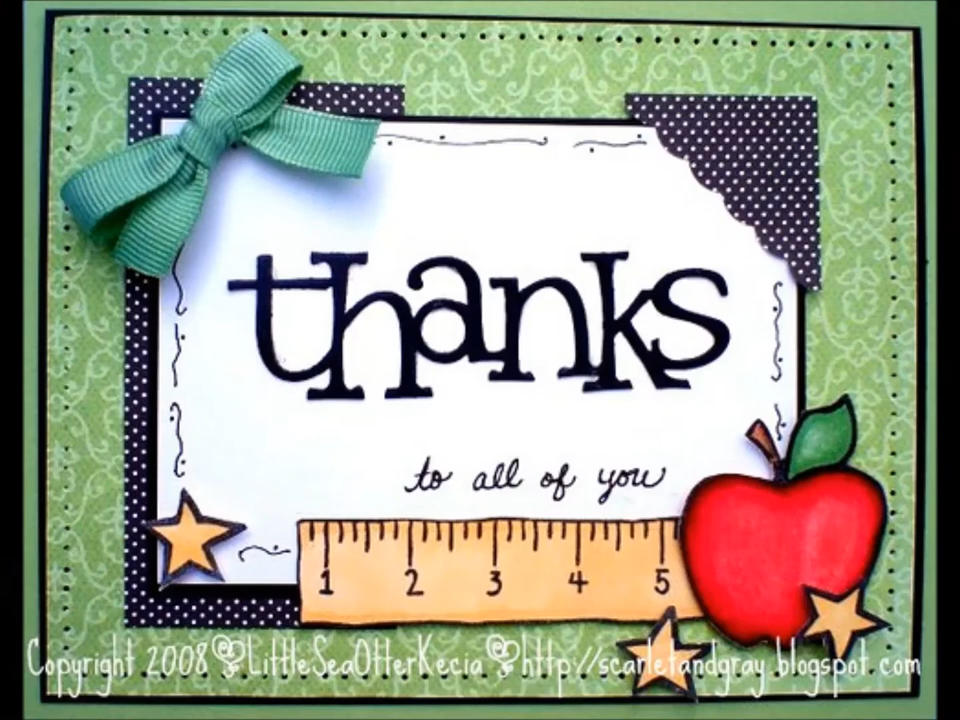 thanks
to all of you
1 2 3 4 5
Copyright 2008 LittleSeaOtterKecia http://scarletandgray.blogspot.com